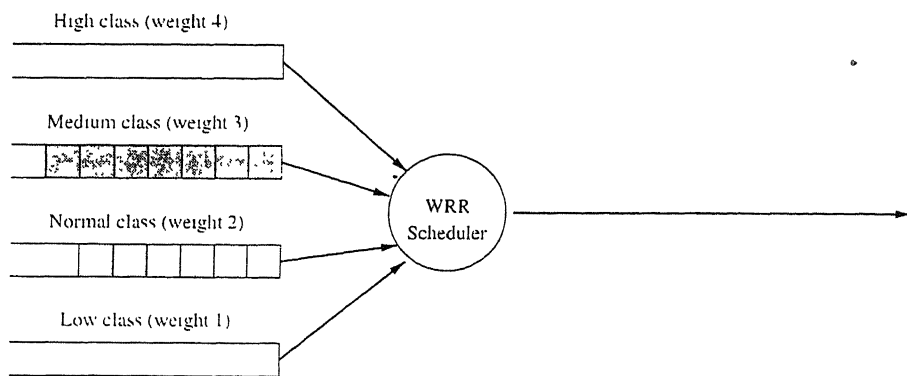 High class (weight 4)
Medium class (weight 3)
Normal class (weight 2)
Low class (weight 1)
WRR
Scheduler